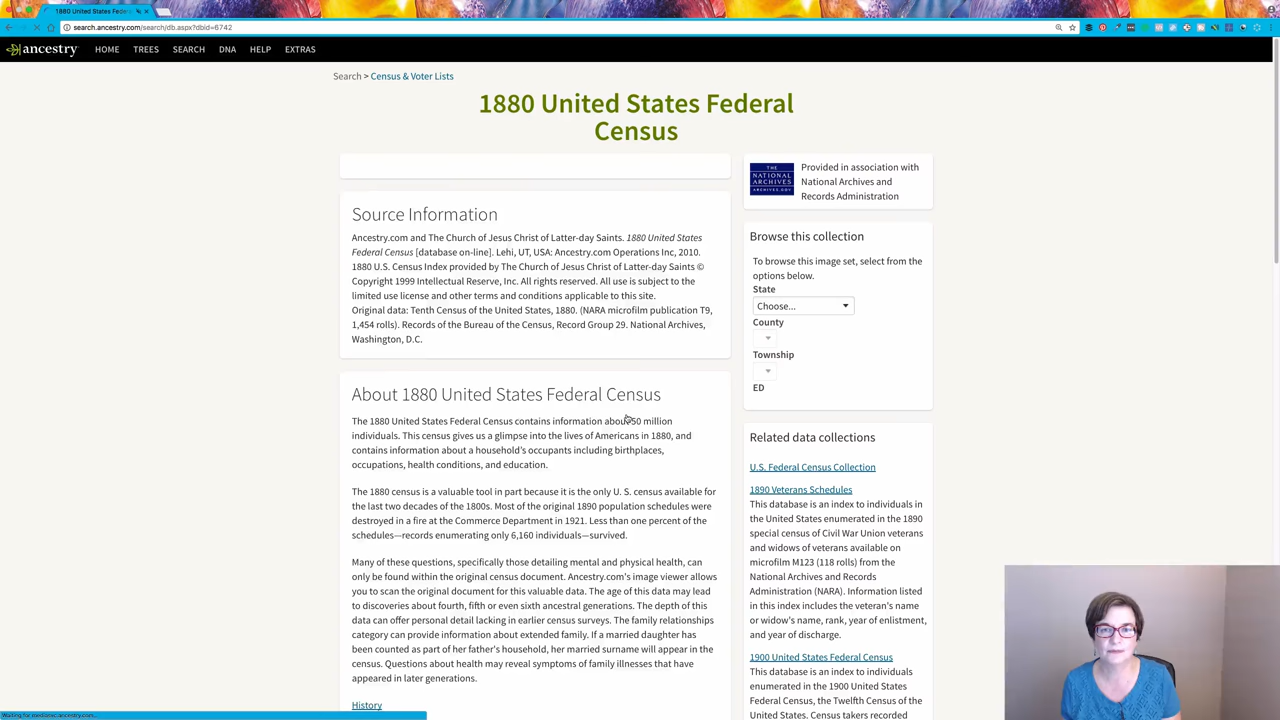 1880 United States Feder
search.ancestry.com/search/db.aspx?dbid=6742
ancestry HOME TREES SEARCH DNA HELP EXTRAS
Search > Census & Voter Lists
1880 United States Federal
Census
Source Information
Ancestry.com and The Church of Jesus Christ of Latter-day Saints. 1880 United States
Federal Census [database on-line]. Lehi, UT, USA: Ancestry.com Operations Inc, 2010.
1880 U.S. Census Index provided by The Church of Jesus Christ of Latter-day Saints ©
Copyright 1999 Intellectual Reserve, Inc. All rights reserved. All use is subject to the
limited use license and other terms and conditions applicable to this site.
Original data: Tenth Census of the United States, 1880. (NARA microfilm publication T9,
1,454 rolls). Records of the Bureau of the Census, Record Group 29. National Archives,
Washington, D.C.
About 1880 United States Federal Census
The 1880 United States Federal Census contains information about 50 million
individuals. This census gives us a glimpse into the lives of Americans in 1880, and
contains information about a household's occupants including birthplaces,
occupations, health conditions, and education.
The 1880 census is a valuable tool in part because it is the only U. S. census available for
the last two decades of the 1800s. Most of the original 1890 population schedules were
destroyed in a fire at the Commerce Department in 1921. Less than one percent of the
schedules—records enumerating only 6,160 individuals—survived.
Many of these questions, specifically those detailing mental and physical health, can
only be found within the original census document. Ancestry.com's image viewer allows
you to scan the original document for this valuable data. The age of this data may lead
to discoveries about fourth, fifth or even sixth ancestral generations. The depth of this
data can offer personal detail lacking in earlier census surveys. The family relationships
category can provide information about extended family. If a married daughter has
been counted as part of her father's household, her married surname will appear in the
census. Questions about health may reveal symptoms of family illnesses that have
appeared in later generations.
History
THE
NATIONAL
ARCHIVES
ARCHIVES.GOV
Provided in association with
National Archives and
Records Administration
Browse this collection
To browse this image set, select from the
options below.
State
Choose...
County
Township
ED
Related data collections
U.S. Federal Census Collection
1890 Veterans Schedules
This database is an index to individuals in
the United States enumerated in the 1890
special census of Civil War Union veterans
and widows of veterans available on
microfilm M123 (118 rolls) from the
National Archives and Records
Administration (NARA). Information listed
in this index includes the veteran's name
or widow's name, rank, year of enlistment,
and year of discharge.
1900 United States Federal Census
This database is an index to individuals
enumerated in the 1900 United States
Federal Census, the Twelfth Census of the
United States. Census takers recorded